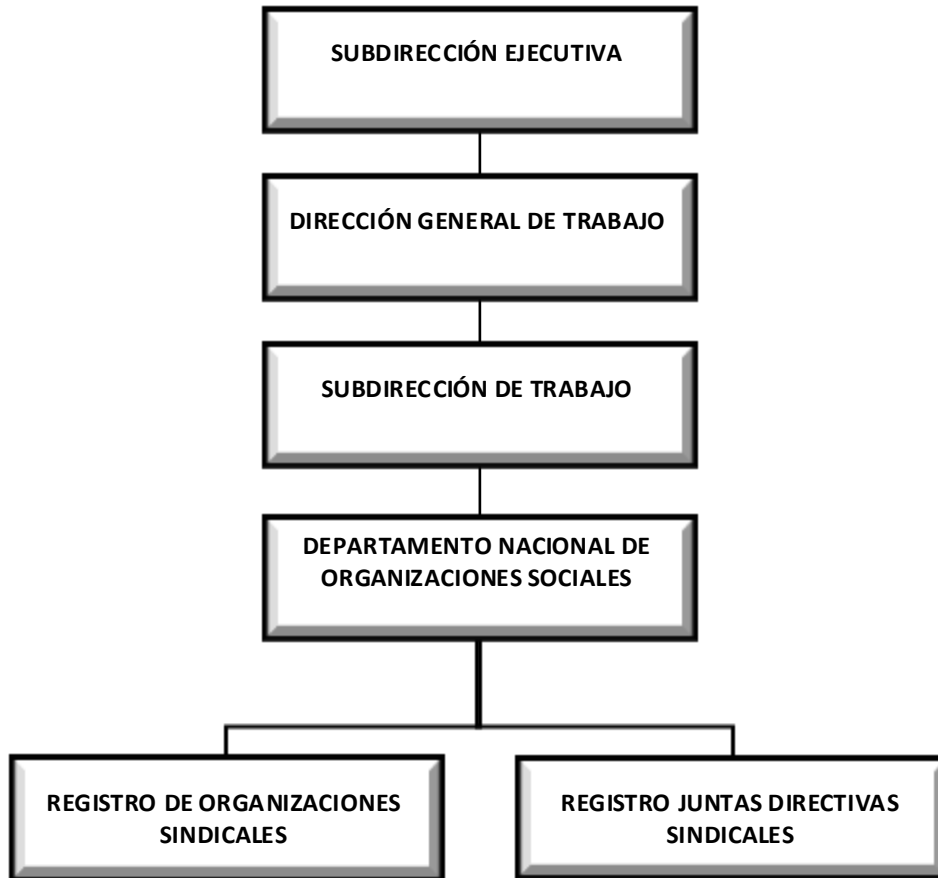 SUBDIRECCIÓN EJECUTIVA
DIRECCIÓN GENERAL DE TRABAJO
SUBDIRECCIÓN DE TRABAJO
DEPARTAMENTO NACIONAL DE
ORGANIZACIONES SOCIALES
REGISTRO DE ORGANIZACIONES
SINDICALES
REGISTRO JUNTAS DIRECTIVAS
SINDICALES